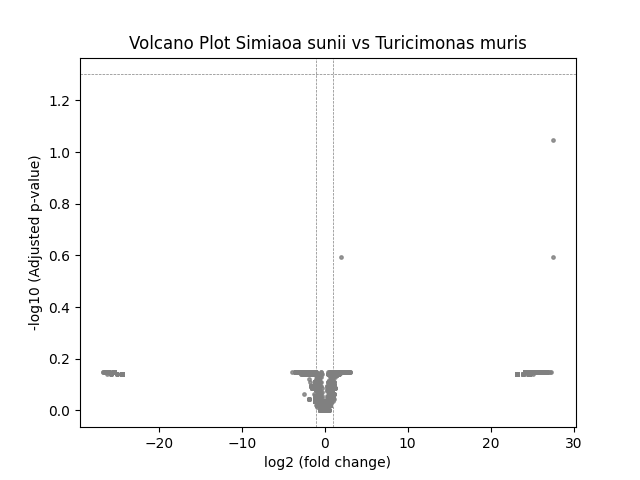 Volcano Plot Simiaoa sunii vs Turicimonas muris
-log10 (Adjusted p-value)
1.2
1.0
0.8
0.6
0.4
0.2
0.0
−20 −10 0 10 20 30
log2 (fold change)